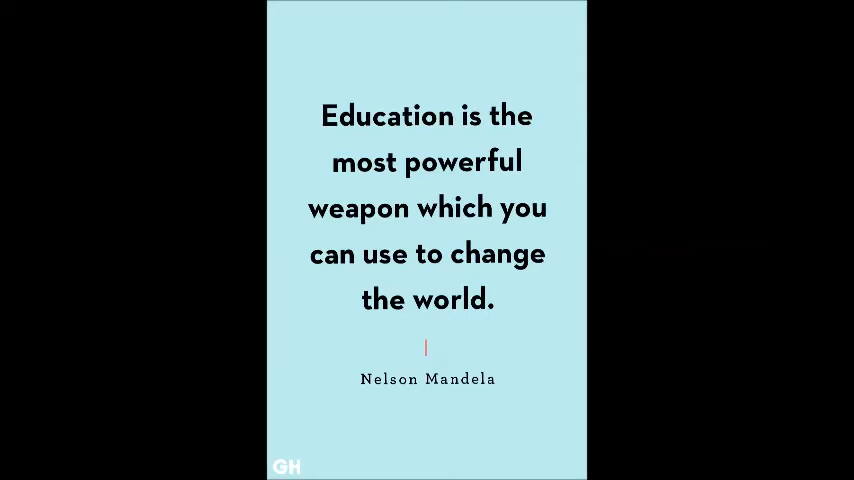 Education is the
most powerful
weapon which you
can use to change
the world.
Nelson Mandela
GH